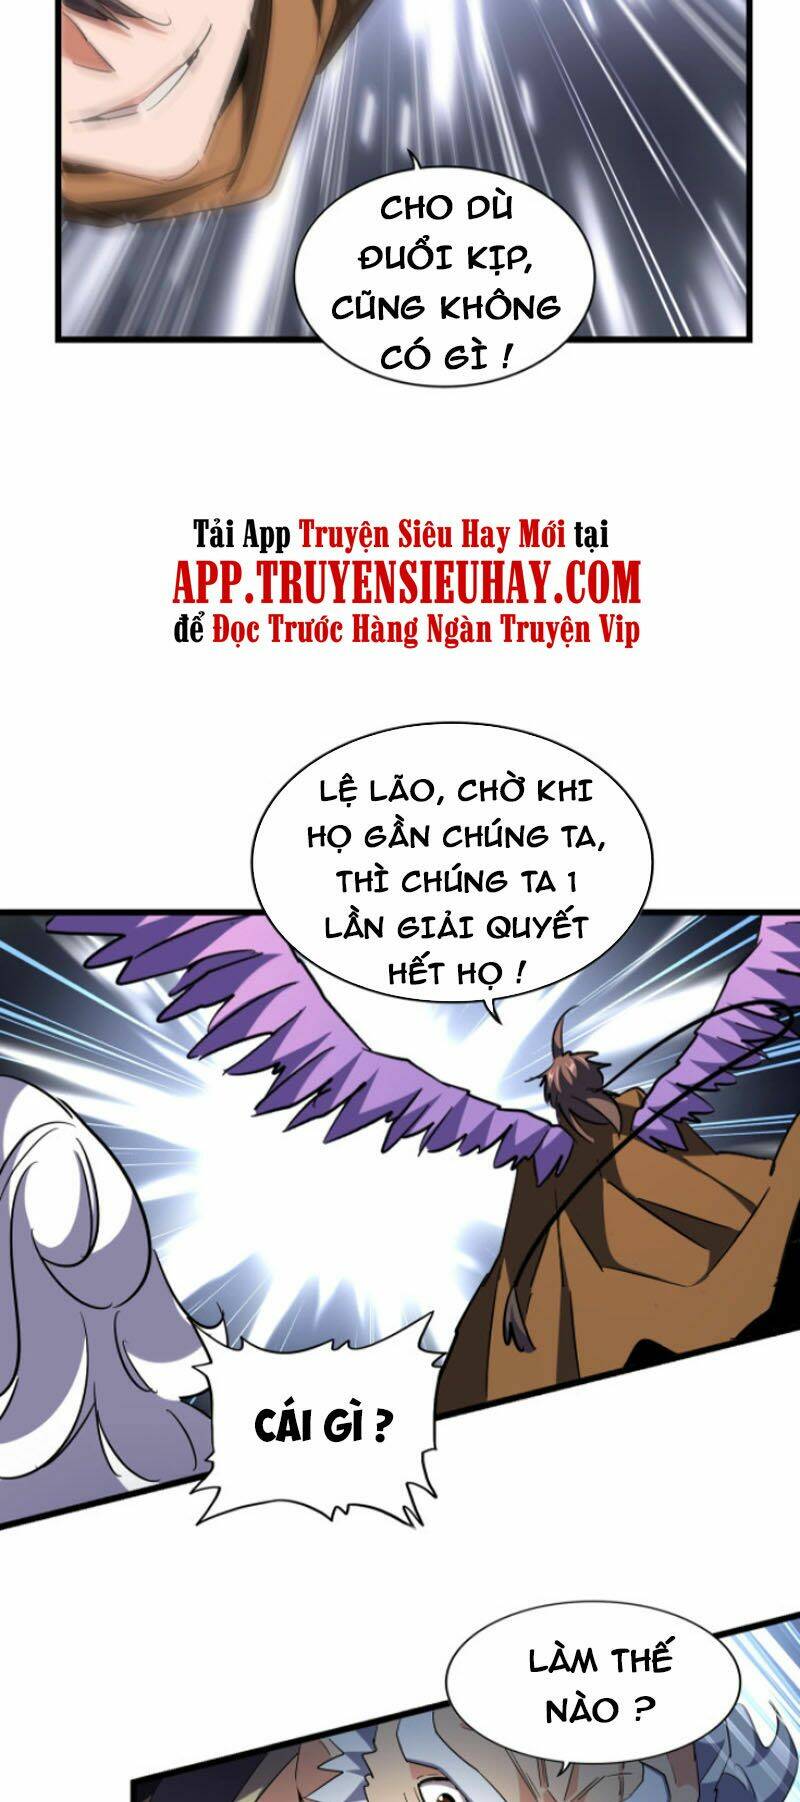 CHO DÙ
ĐUỔI KỊP,
CŨNG KHÔNG
CÓ GÌ !
Tải App Truyện Siêu Hay Mới tại
APP.TRUYENSIEUHAY.COM
để Đọc Trước Hàng Ngàn Truyện Vip
LỆ LÃO, CHỜ KHI
HỌ GẦN CHÚNG TA,
THÌ CHÚNG TA 1
LẦN GIẢI QUYẾT
HẾT HỌ !
CÁI GÌ ?
LÀM THẾ
NÀO ?